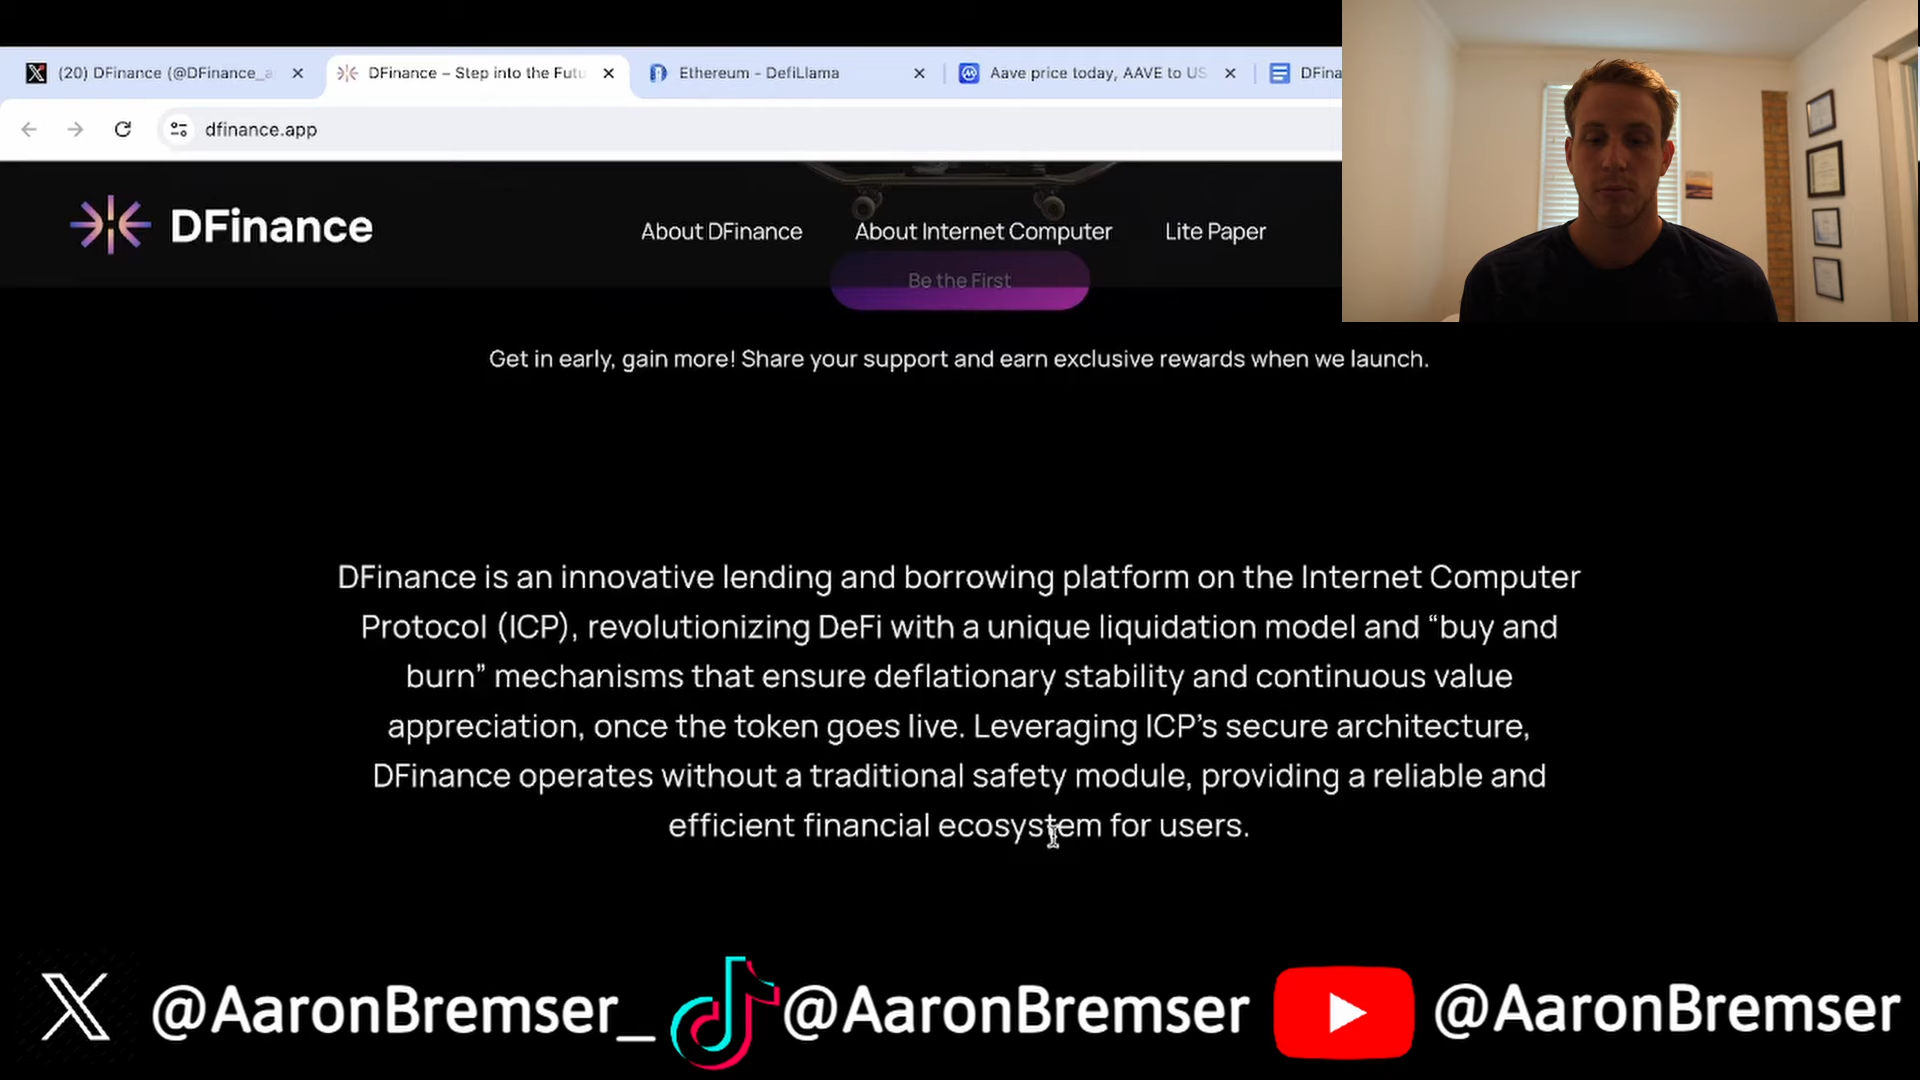 (20) DFinance (@DFinance_a
DFinance – Step into the Futu
Ethereum - DefiLlama
Aave price today, AAVE to US
DFina
dfinance.app
DFinance
About DFinance
About Internet Computer
Lite Paper
Be the First
Get in early, gain more! Share your support and earn exclusive rewards when we launch.
DFinance is an innovative lending and borrowing platform on the Internet Computer
Protocol (ICP), revolutionizing DeFi with a unique liquidation model and “buy and
burn” mechanisms that ensure deflationary stability and continuous value
appreciation, once the token goes live. Leveraging ICP’s secure architecture,
DFinance operates without a traditional safety module, providing a reliable and
efficient financial ecosystem for users.
@AaronBremser_
@AaronBremser
@AaronBremser